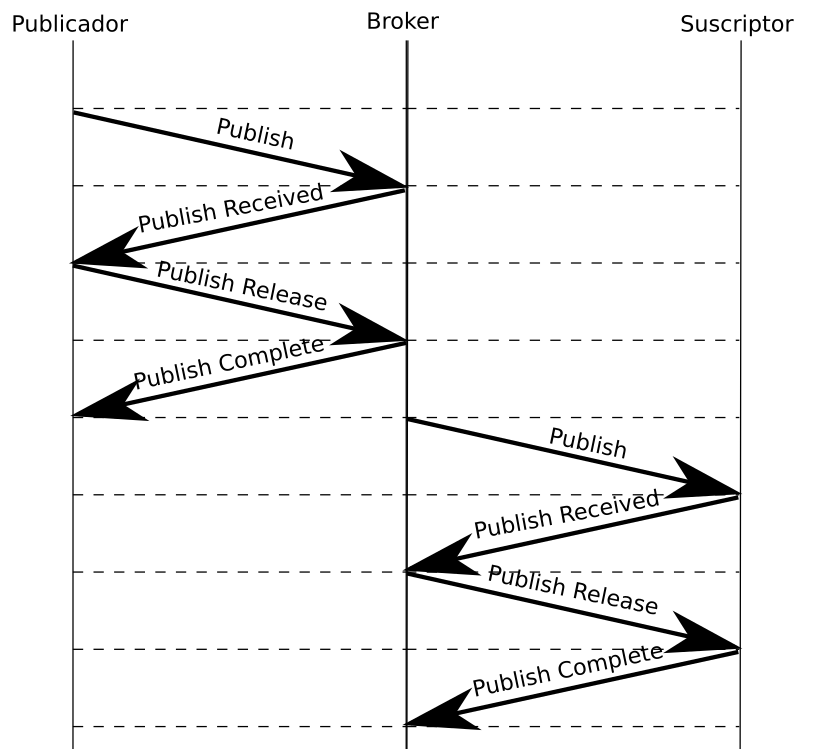 Publicador
Broker
Suscriptor
Publish
Publish Received
Publish Release
Publish Complete
Publish
Publish Received
Publish Release
Publish Complete